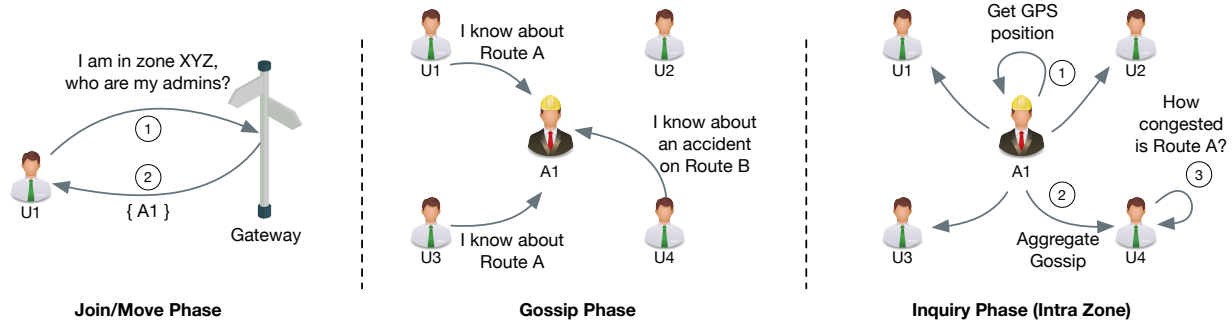 I am in zone XYZ,
who are my admins?
1
2
U1
{ A1 }
Gateway
Join/Move Phase
I know about
Route A
U1
U2
A1
I know about
an accident
on Route B
U3
I know about
Route A
U4
Gossip Phase
Get GPS
position
1
U1
U2
How
congested
is Route A?
A1
3
2
U3
Aggregate
Gossip
U4
Inquiry Phase (Intra Zone)